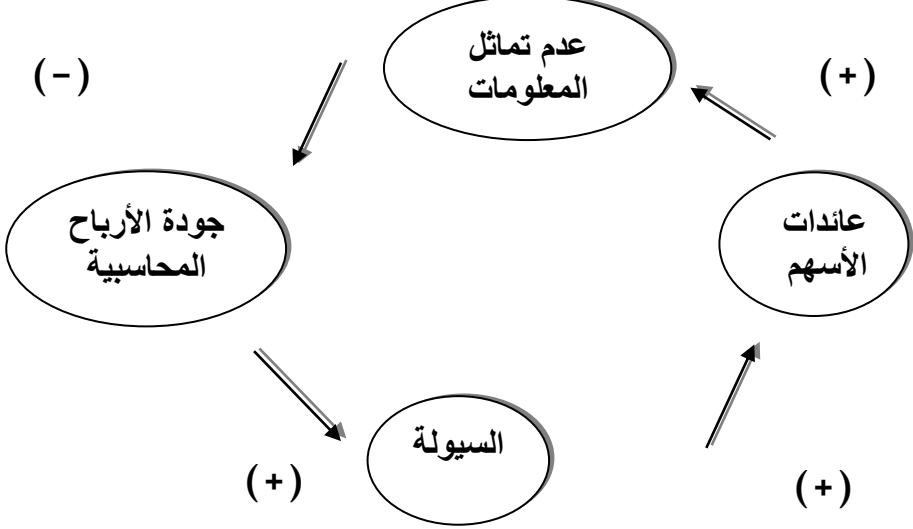 عدم تماثل
المعلومات
(+)
(-)
عائدات
الأسهم
جودة الأرباح
المحاسبية
السيولة
(+)
(+)